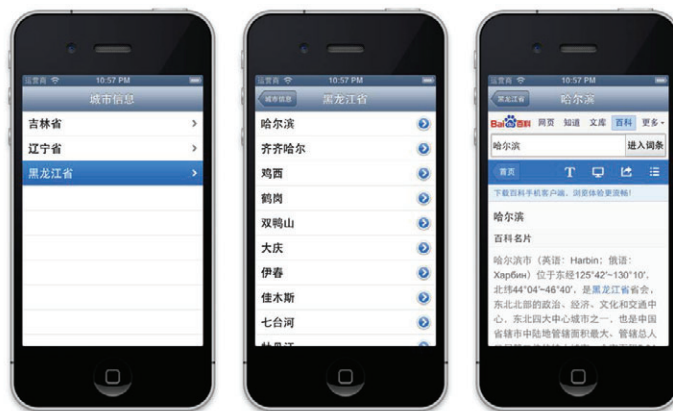 运营商 10:57 PM
城市信息
吉林省
辽宁省
黑龙江省
运营商 10:57 PM
城市信息 黑龙江省
哈尔滨
齐齐哈尔
鸡西
鹤岗
双鸭山
大庆
伊春
佳木斯
七台河
牡丹江
运营商 10:57 PM
黑龙江省 哈尔滨
Bai百科 网页 知道 文库 百科 更多
哈尔滨 进入词条
首页
下载百科手机客户端，浏览体验更流畅！
哈尔滨
百科名片
哈尔滨市（英语：Harbin；俄语：
Харбин）位于东经125°42′~130°10′，
北纬44°04′~46°40′，是黑龙江省省会，
东北北部的政治、经济、文化和交通中
心，东北四大中心城市之一，也是中国
省辖市中陆地管辖面积最大、管辖总人